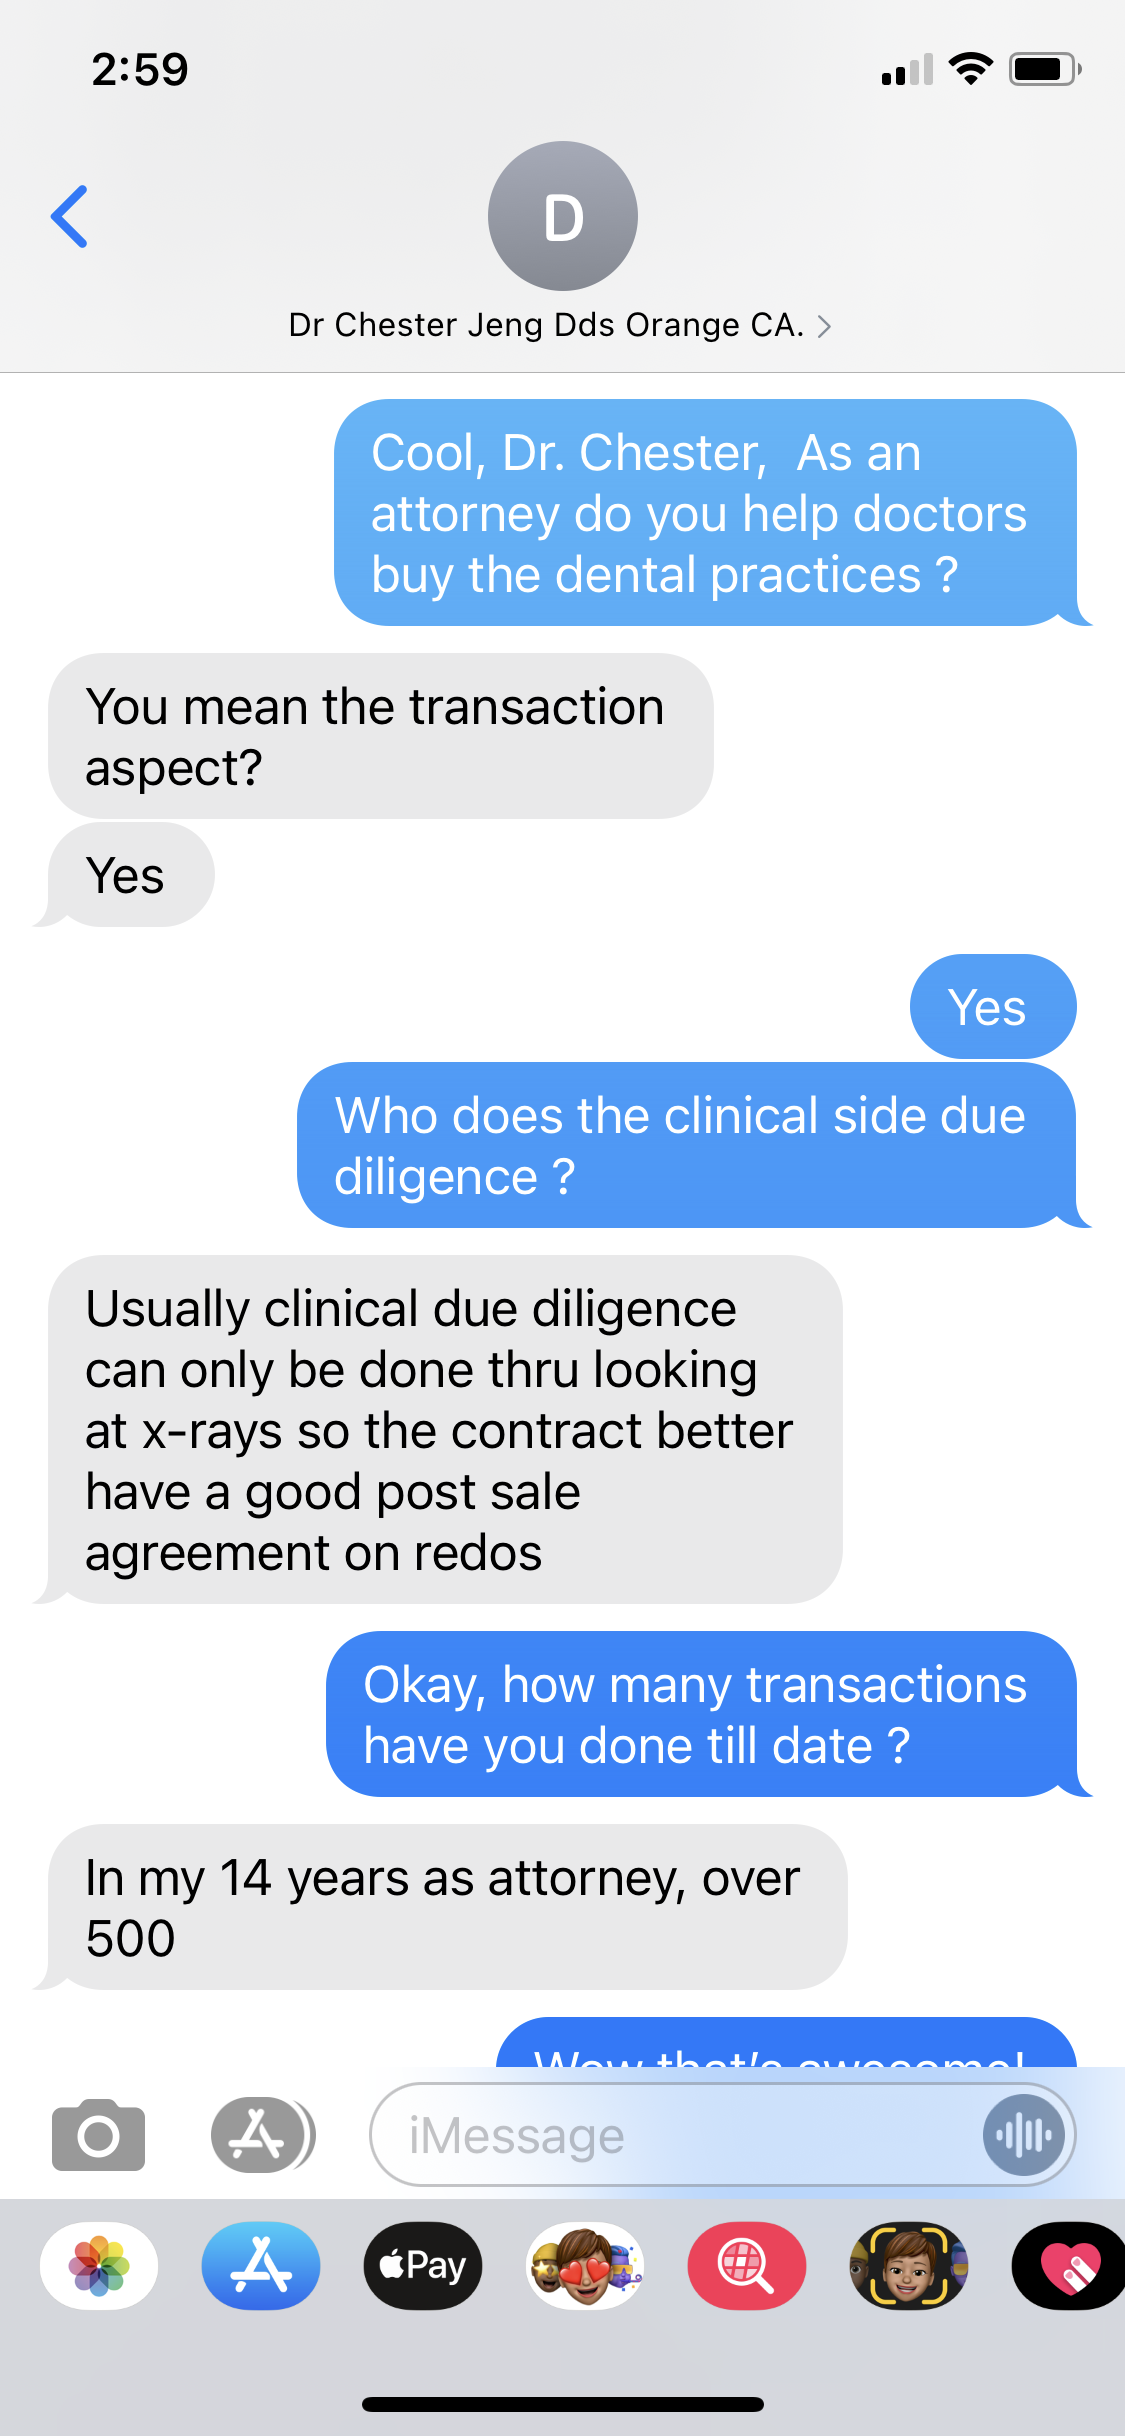 2:59
D
Dr Chester Jeng Dds Orange CA.
Cool, Dr. Chester,  As an
attorney do you help doctors
buy the dental practices ?
You mean the transaction
aspect?
Yes
Yes
Who does the clinical side due
diligence ?
Usually clinical due diligence
can only be done thru looking
at x-rays so the contract better
have a good post sale
agreement on redos
Okay, how many transactions
have you done till date ?
In my 14 years as attorney, over
500
Wow that's awesome!
iMessage
Pay